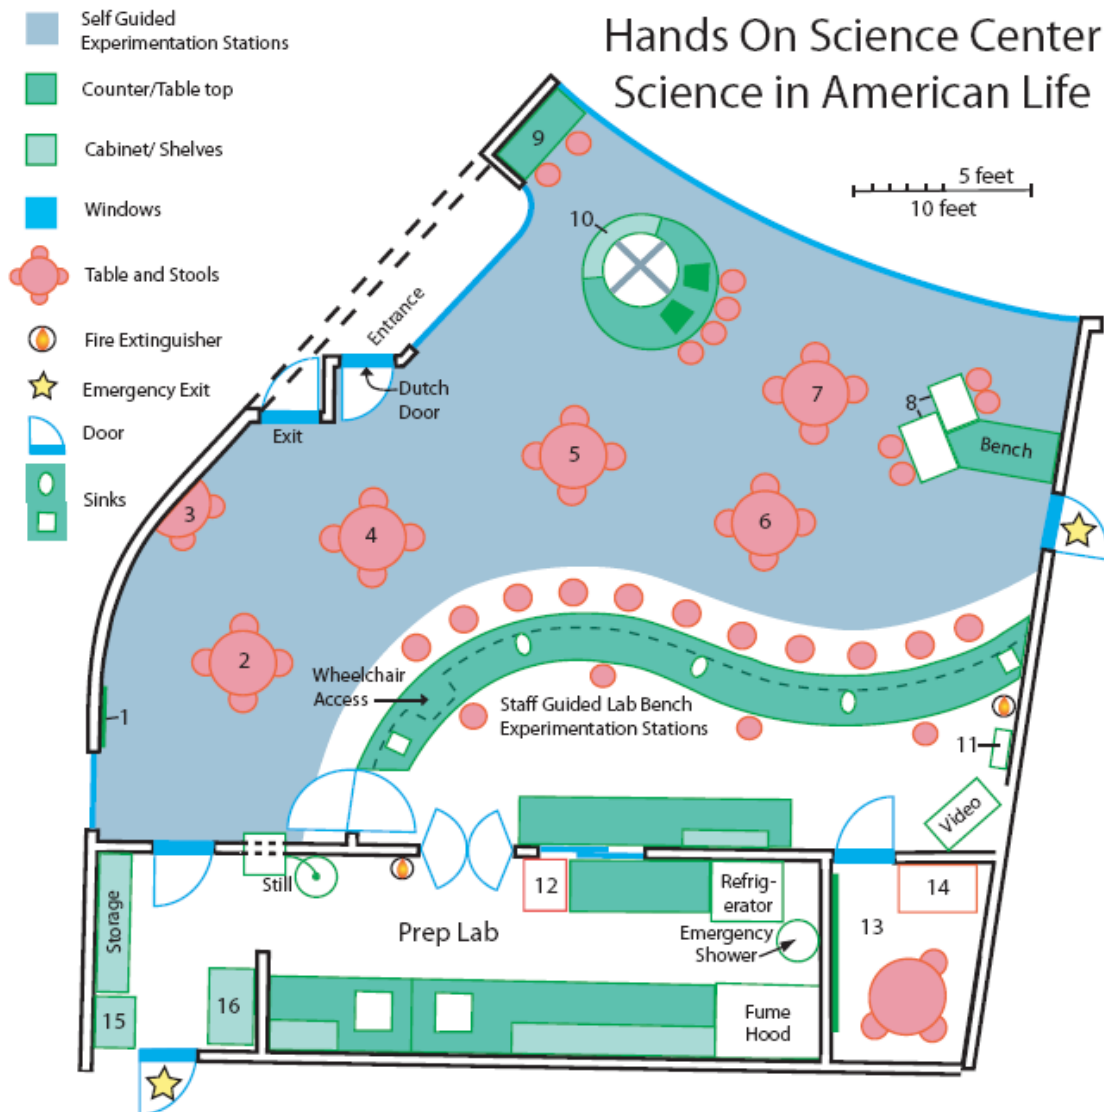 Hands On Science Center
Science in American Life
Self Guided
Experimentation Stations
Counter/Table top
Cabinet/ Shelves
Windows
Table and Stools
Fire Extinguisher
Emergency Exit
Door
Sinks
5 feet
10 feet
9
10
Entrance
Dutch
Door
Exit
7
8
Bench
5
3
4
6
2
Wheelchair
Access
Staff Guided Lab Bench
Experimentation Stations
1
11
Video
Still
12
Refrig-
erator
14
Storage
Prep Lab
Emergency
Shower
13
15
16
Fume
Hood